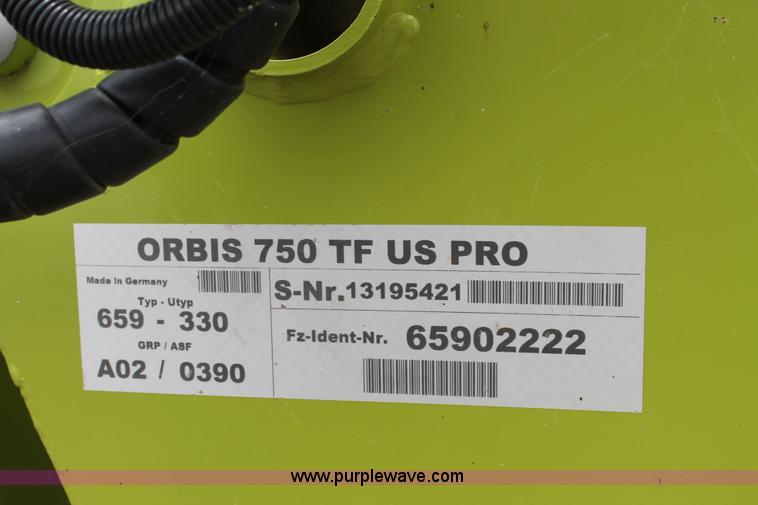 ORBIS 750 TF US PRO
Made in Germany
Typ - Utyp
659 - 330
GRP / ASF
A02 / 0390
S-Nr.13195421
Fz-Ident-Nr. 65902222
www.purplewave.com